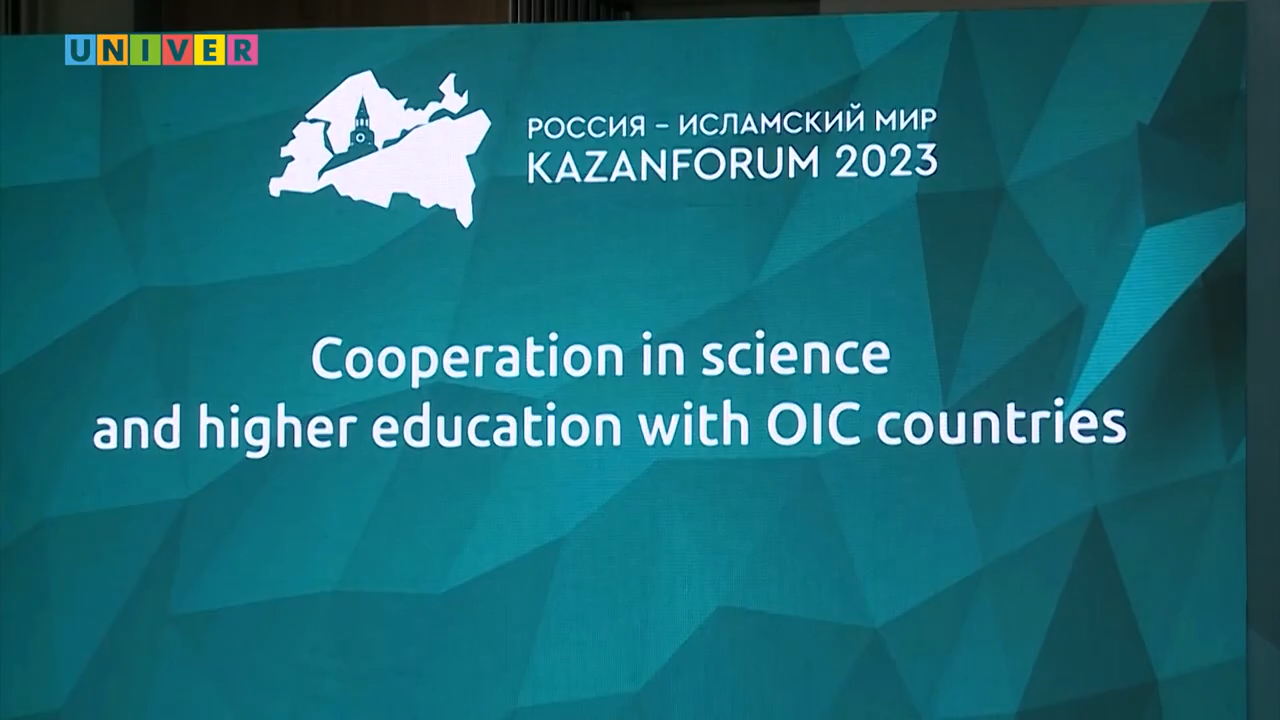 UNIVER
РОССИЯ – ИСЛАМСКИЙ МИР
KAZANFORUM 2023
Cooperation in science
and higher education with OIC countries